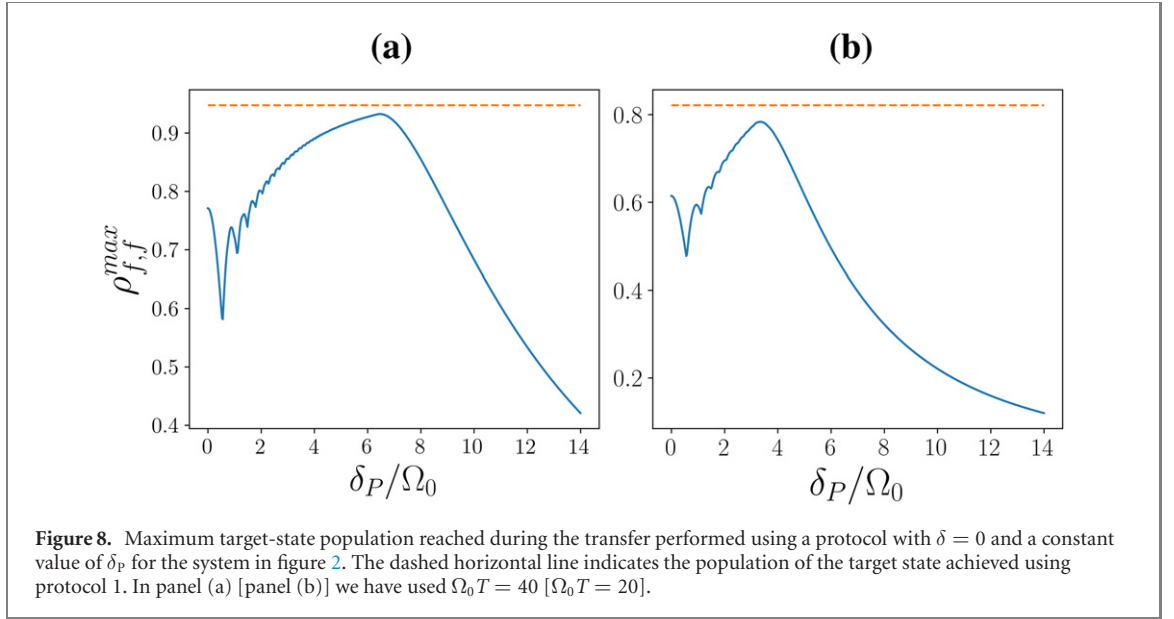 (a)
(b)
0.9
0.8
0.7
0.6
0.5
0.4
ρ_{f,f}^{max}
0 2 4 6 8 10 12 14
δ_P/Ω_0
0.8
0.6
0.4
0.2
0 2 4 6 8 10 12 14
δ_P/Ω_0
Figure 8. Maximum target-state population reached during the transfer performed using a protocol with δ = 0 and a constant
value of δ_P for the system in figure 2. The dashed horizontal line indicates the population of the target state achieved using
protocol 1. In panel (a) [panel (b)] we have used Ω_0T = 40 [Ω_0T = 20].